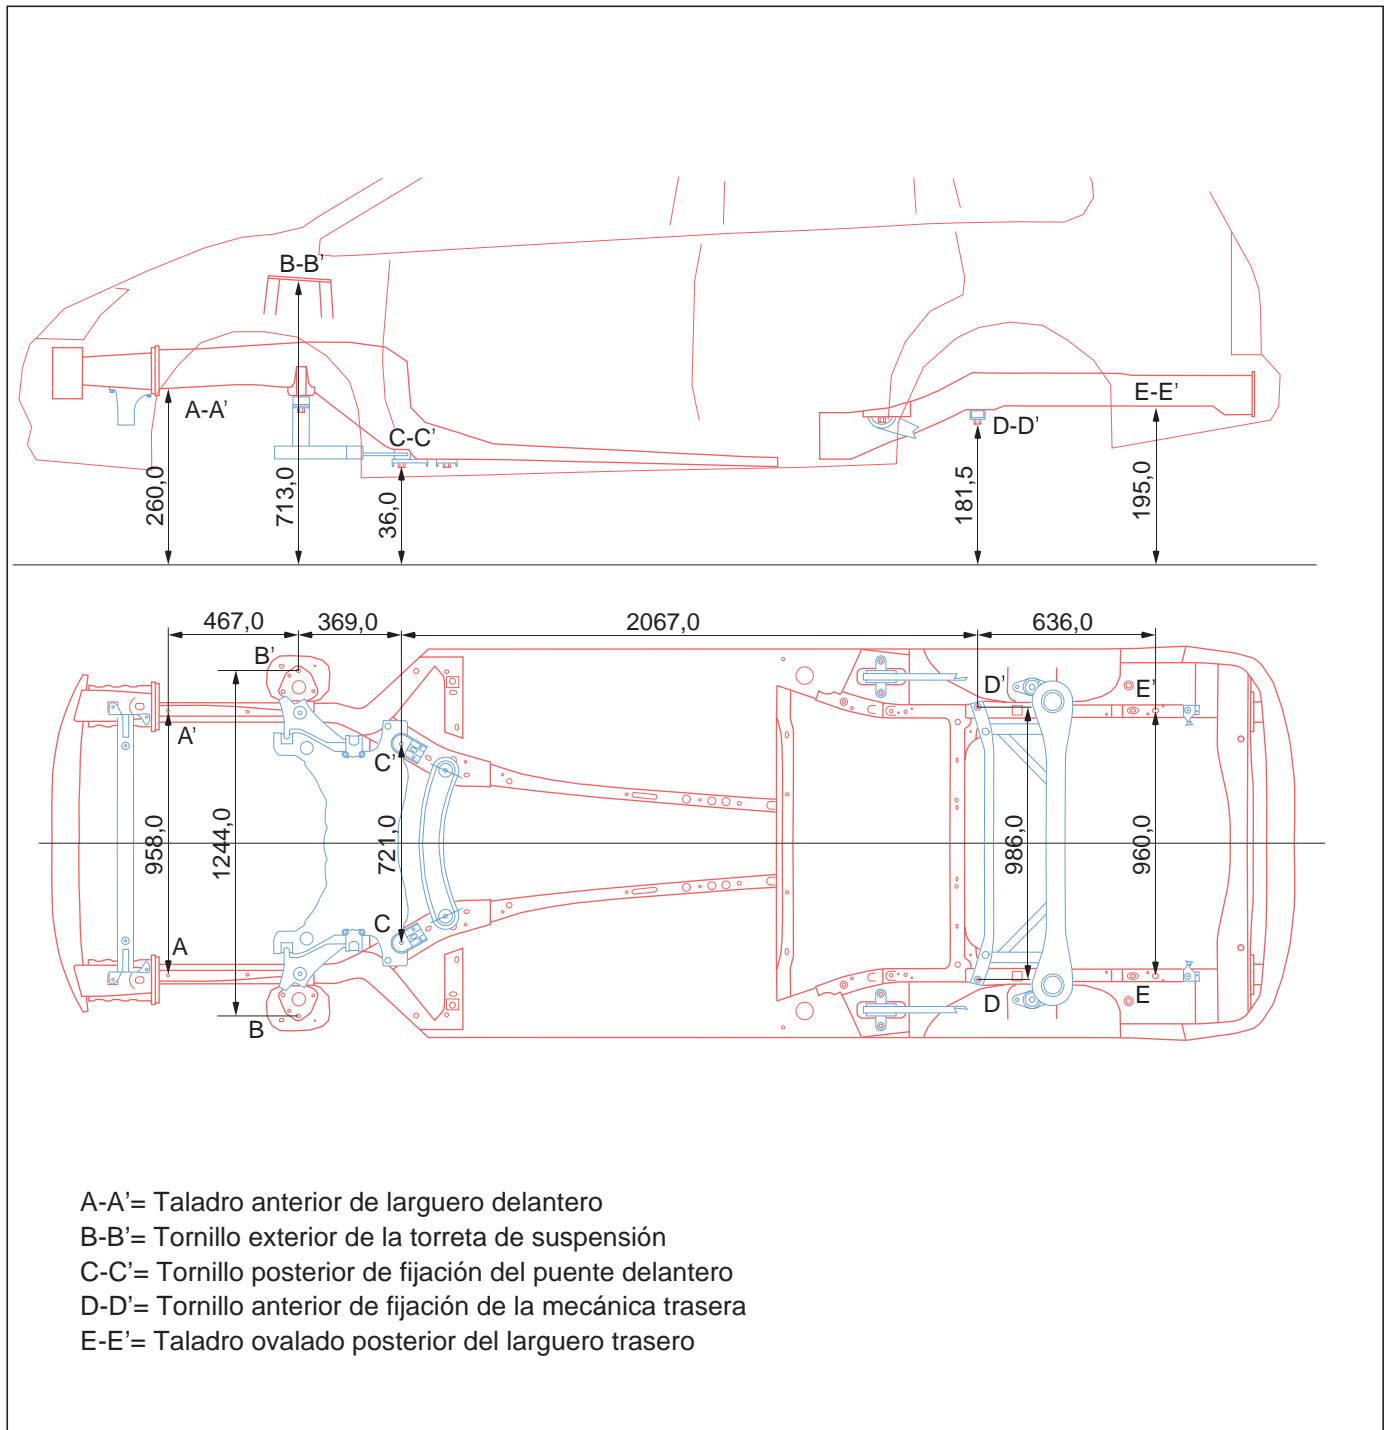 B-B’
A-A’
C-C’
D-D’
E-E’
260,0
713,0
36,0
181,5
195,0
467,0
369,0
2067,0
636,0
B’
D’
E’
A’
C’
958,0
1244,0
721,0
986,0
960,0
A
C
B
D
E
A-A’= Taladro anterior de larguero delantero
B-B’= Tornillo exterior de la torreta de suspensión
C-C’= Tornillo posterior de fijación del puente delantero
D-D’= Tornillo anterior de fijación de la mecánica trasera
E-E’= Taladro ovalado posterior del larguero trasero